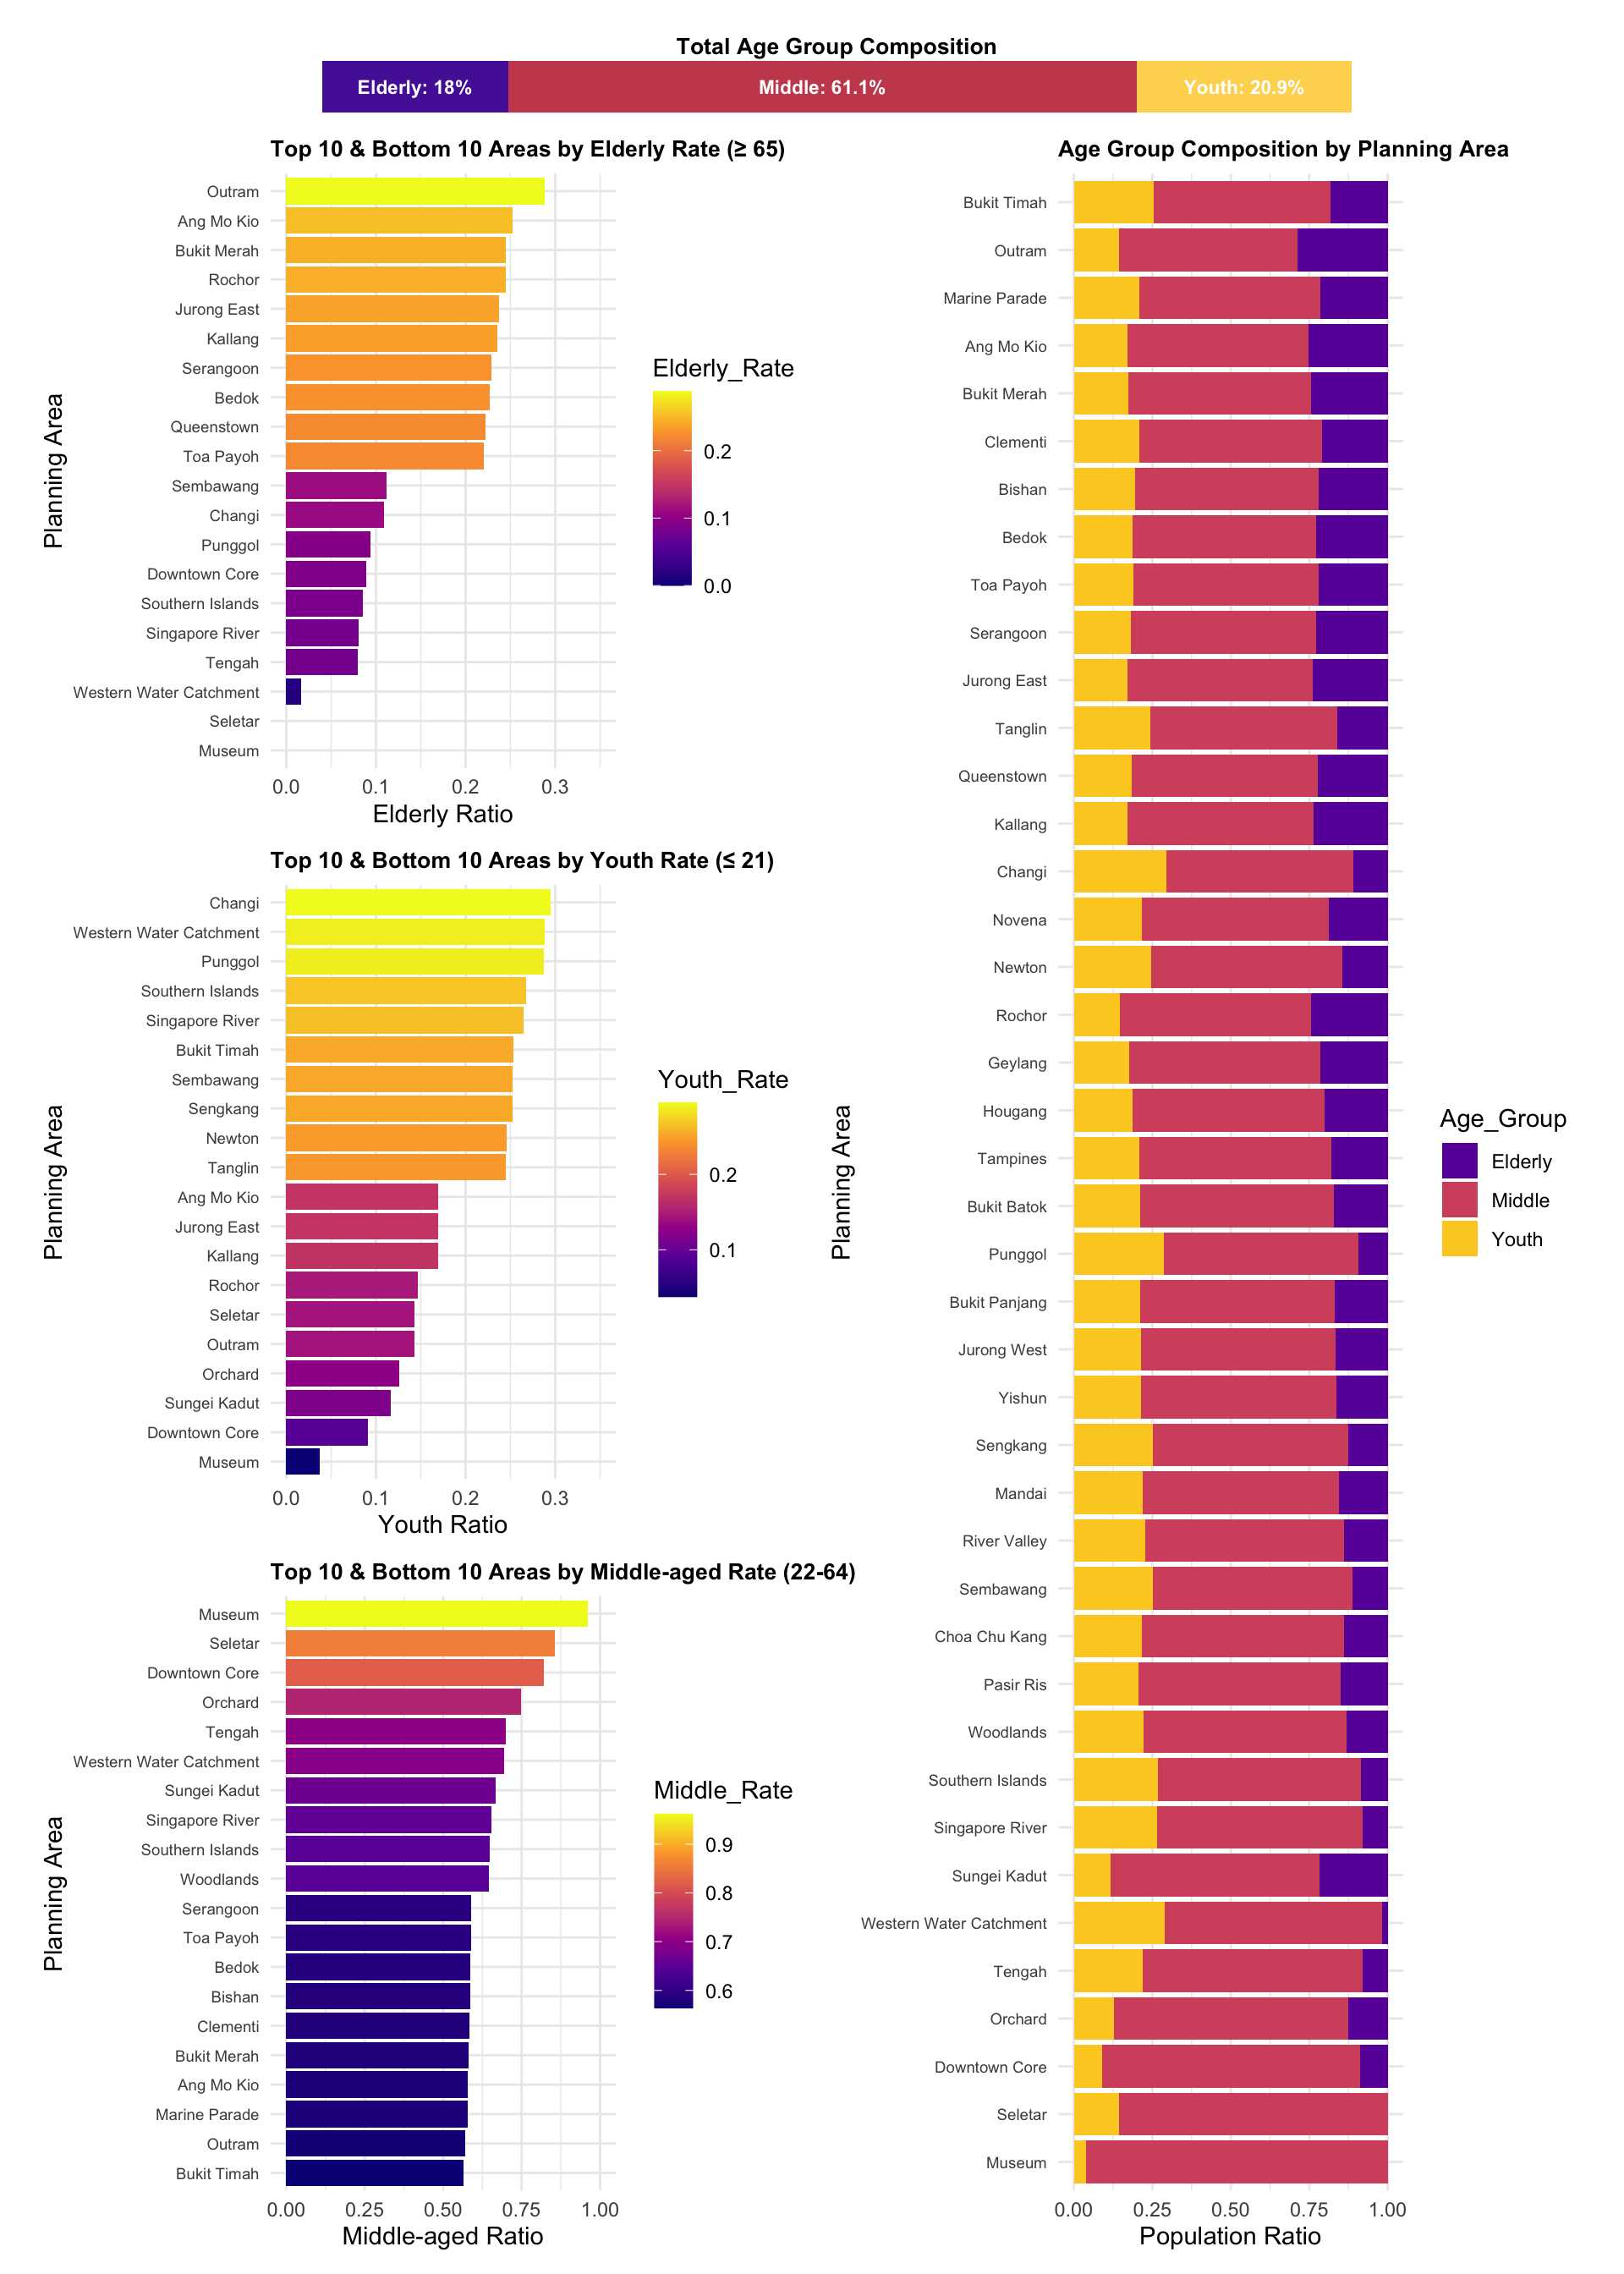 Total Age Group Composition
Elderly: 18%
Middle: 61.1%
Youth: 20.9%
Top 10 & Bottom 10 Areas by Elderly Rate (≥ 65)
Planning Area
Outram
Ang Mo Kio
Bukit Merah
Rochor
Jurong East
Kallang
Serangoon
Bedok
Queenstown
Toa Payoh
Sembawang
Changi
Punggol
Downtown Core
Southern Islands
Singapore River
Tengah
Western Water Catchment
Seletar
Museum
0.0 0.1 0.2 0.3
Elderly Ratio
Elderly_Rate
0.2
0.1
0.0
Top 10 & Bottom 10 Areas by Youth Rate (≤ 21)
Planning Area
Changi
Western Water Catchment
Punggol
Southern Islands
Singapore River
Bukit Timah
Sembawang
Sengkang
Newton
Tanglin
Ang Mo Kio
Jurong East
Kallang
Rochor
Seletar
Outram
Orchard
Sungei Kadut
Downtown Core
Museum
0.0 0.1 0.2 0.3
Youth Ratio
Youth_Rate
0.2
0.1
Top 10 & Bottom 10 Areas by Middle-aged Rate (22-64)
Planning Area
Museum
Seletar
Downtown Core
Orchard
Tengah
Western Water Catchment
Sungei Kadut
Singapore River
Southern Islands
Woodlands
Serangoon
Toa Payoh
Bedok
Bishan
Clementi
Bukit Merah
Ang Mo Kio
Marine Parade
Outram
Bukit Timah
0.00 0.25 0.50 0.75 1.00
Middle-aged Ratio
Middle_Rate
0.9
0.8
0.7
0.6
Age Group Composition by Planning Area
Planning Area
Bukit Timah
Outram
Marine Parade
Ang Mo Kio
Bukit Merah
Clementi
Bishan
Bedok
Toa Payoh
Serangoon
Jurong East
Tanglin
Queenstown
Kallang
Changi
Novena
Newton
Rochor
Geylang
Hougang
Tampines
Bukit Batok
Punggol
Bukit Panjang
Jurong West
Yishun
Sengkang
Mandai
River Valley
Sembawang
Choa Chu Kang
Pasir Ris
Woodlands
Southern Islands
Singapore River
Sungei Kadut
Western Water Catchment
Tengah
Orchard
Downtown Core
Seletar
Museum
0.00 0.25 0.50 0.75 1.00
Population Ratio
Age_Group
Elderly
Middle
Youth